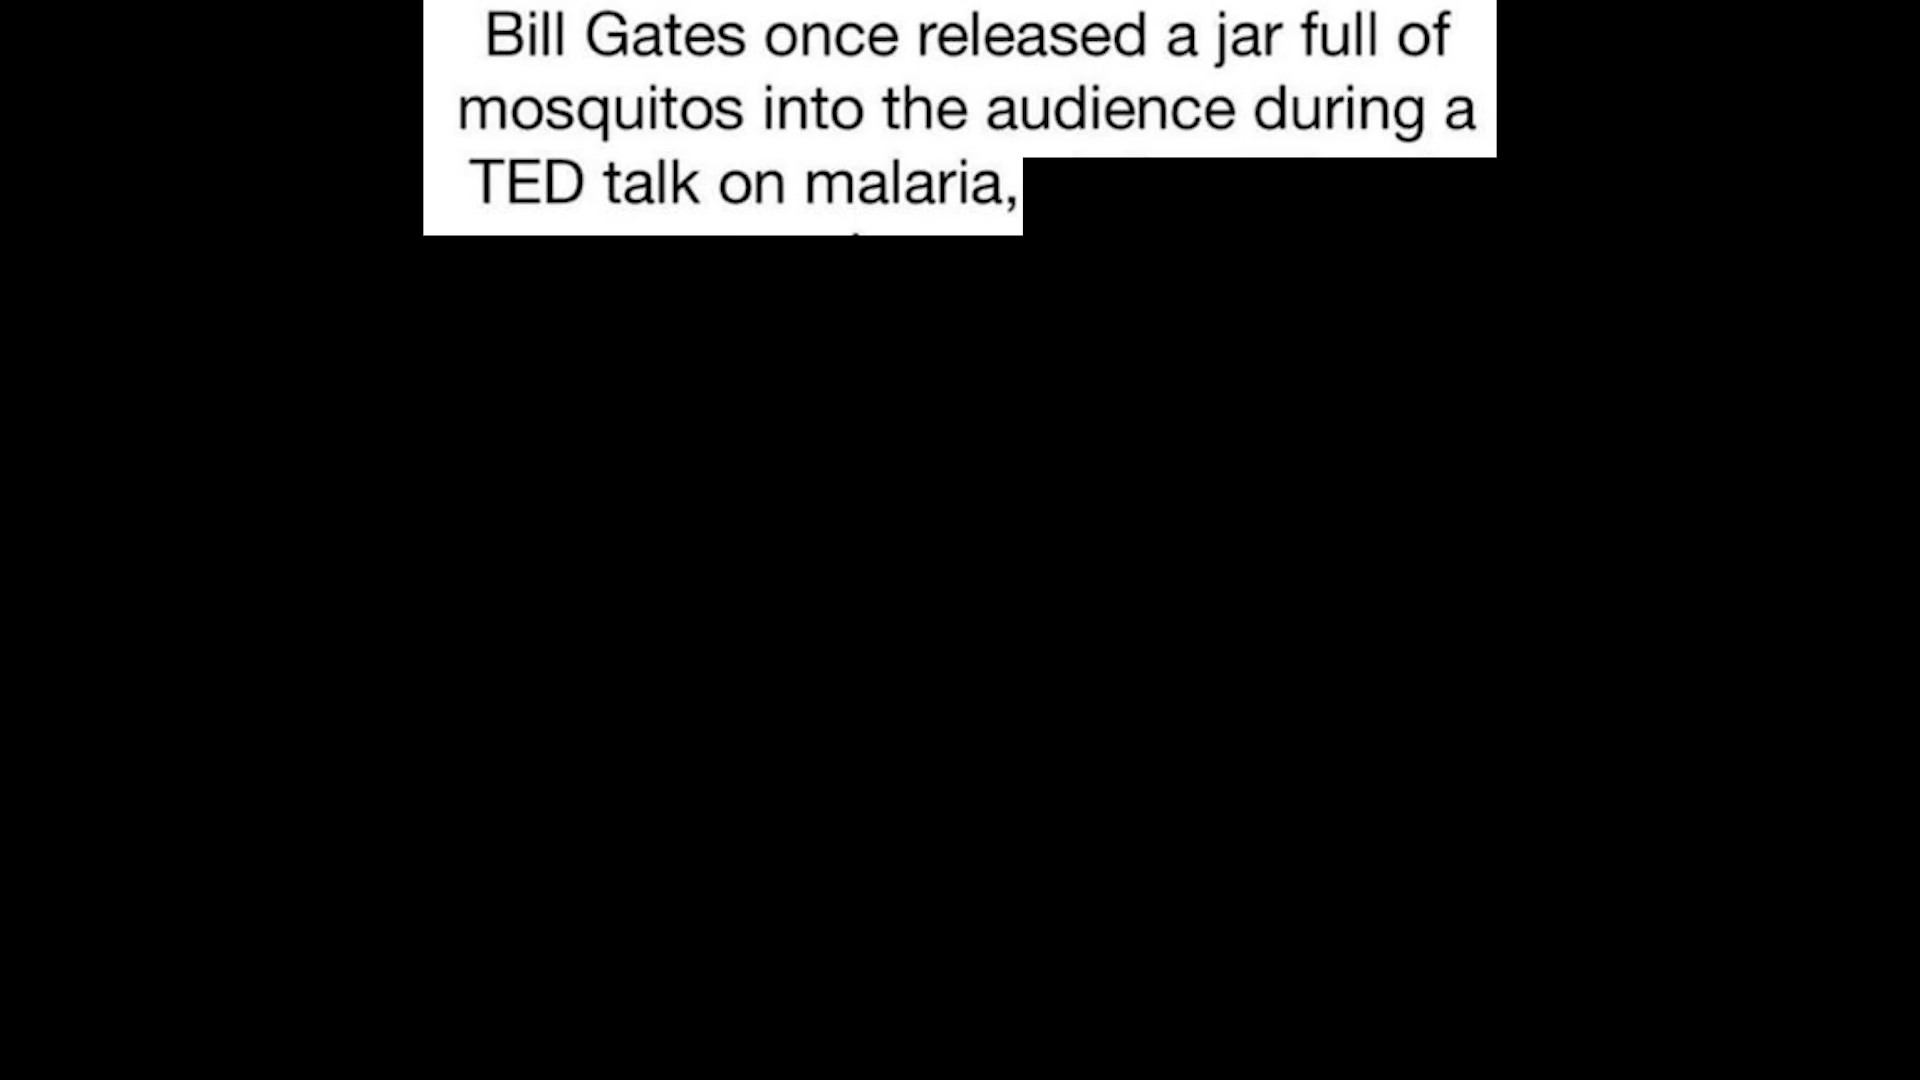 Bill Gates once released a jar full of
mosquitos into the audience during a
TED talk on malaria,